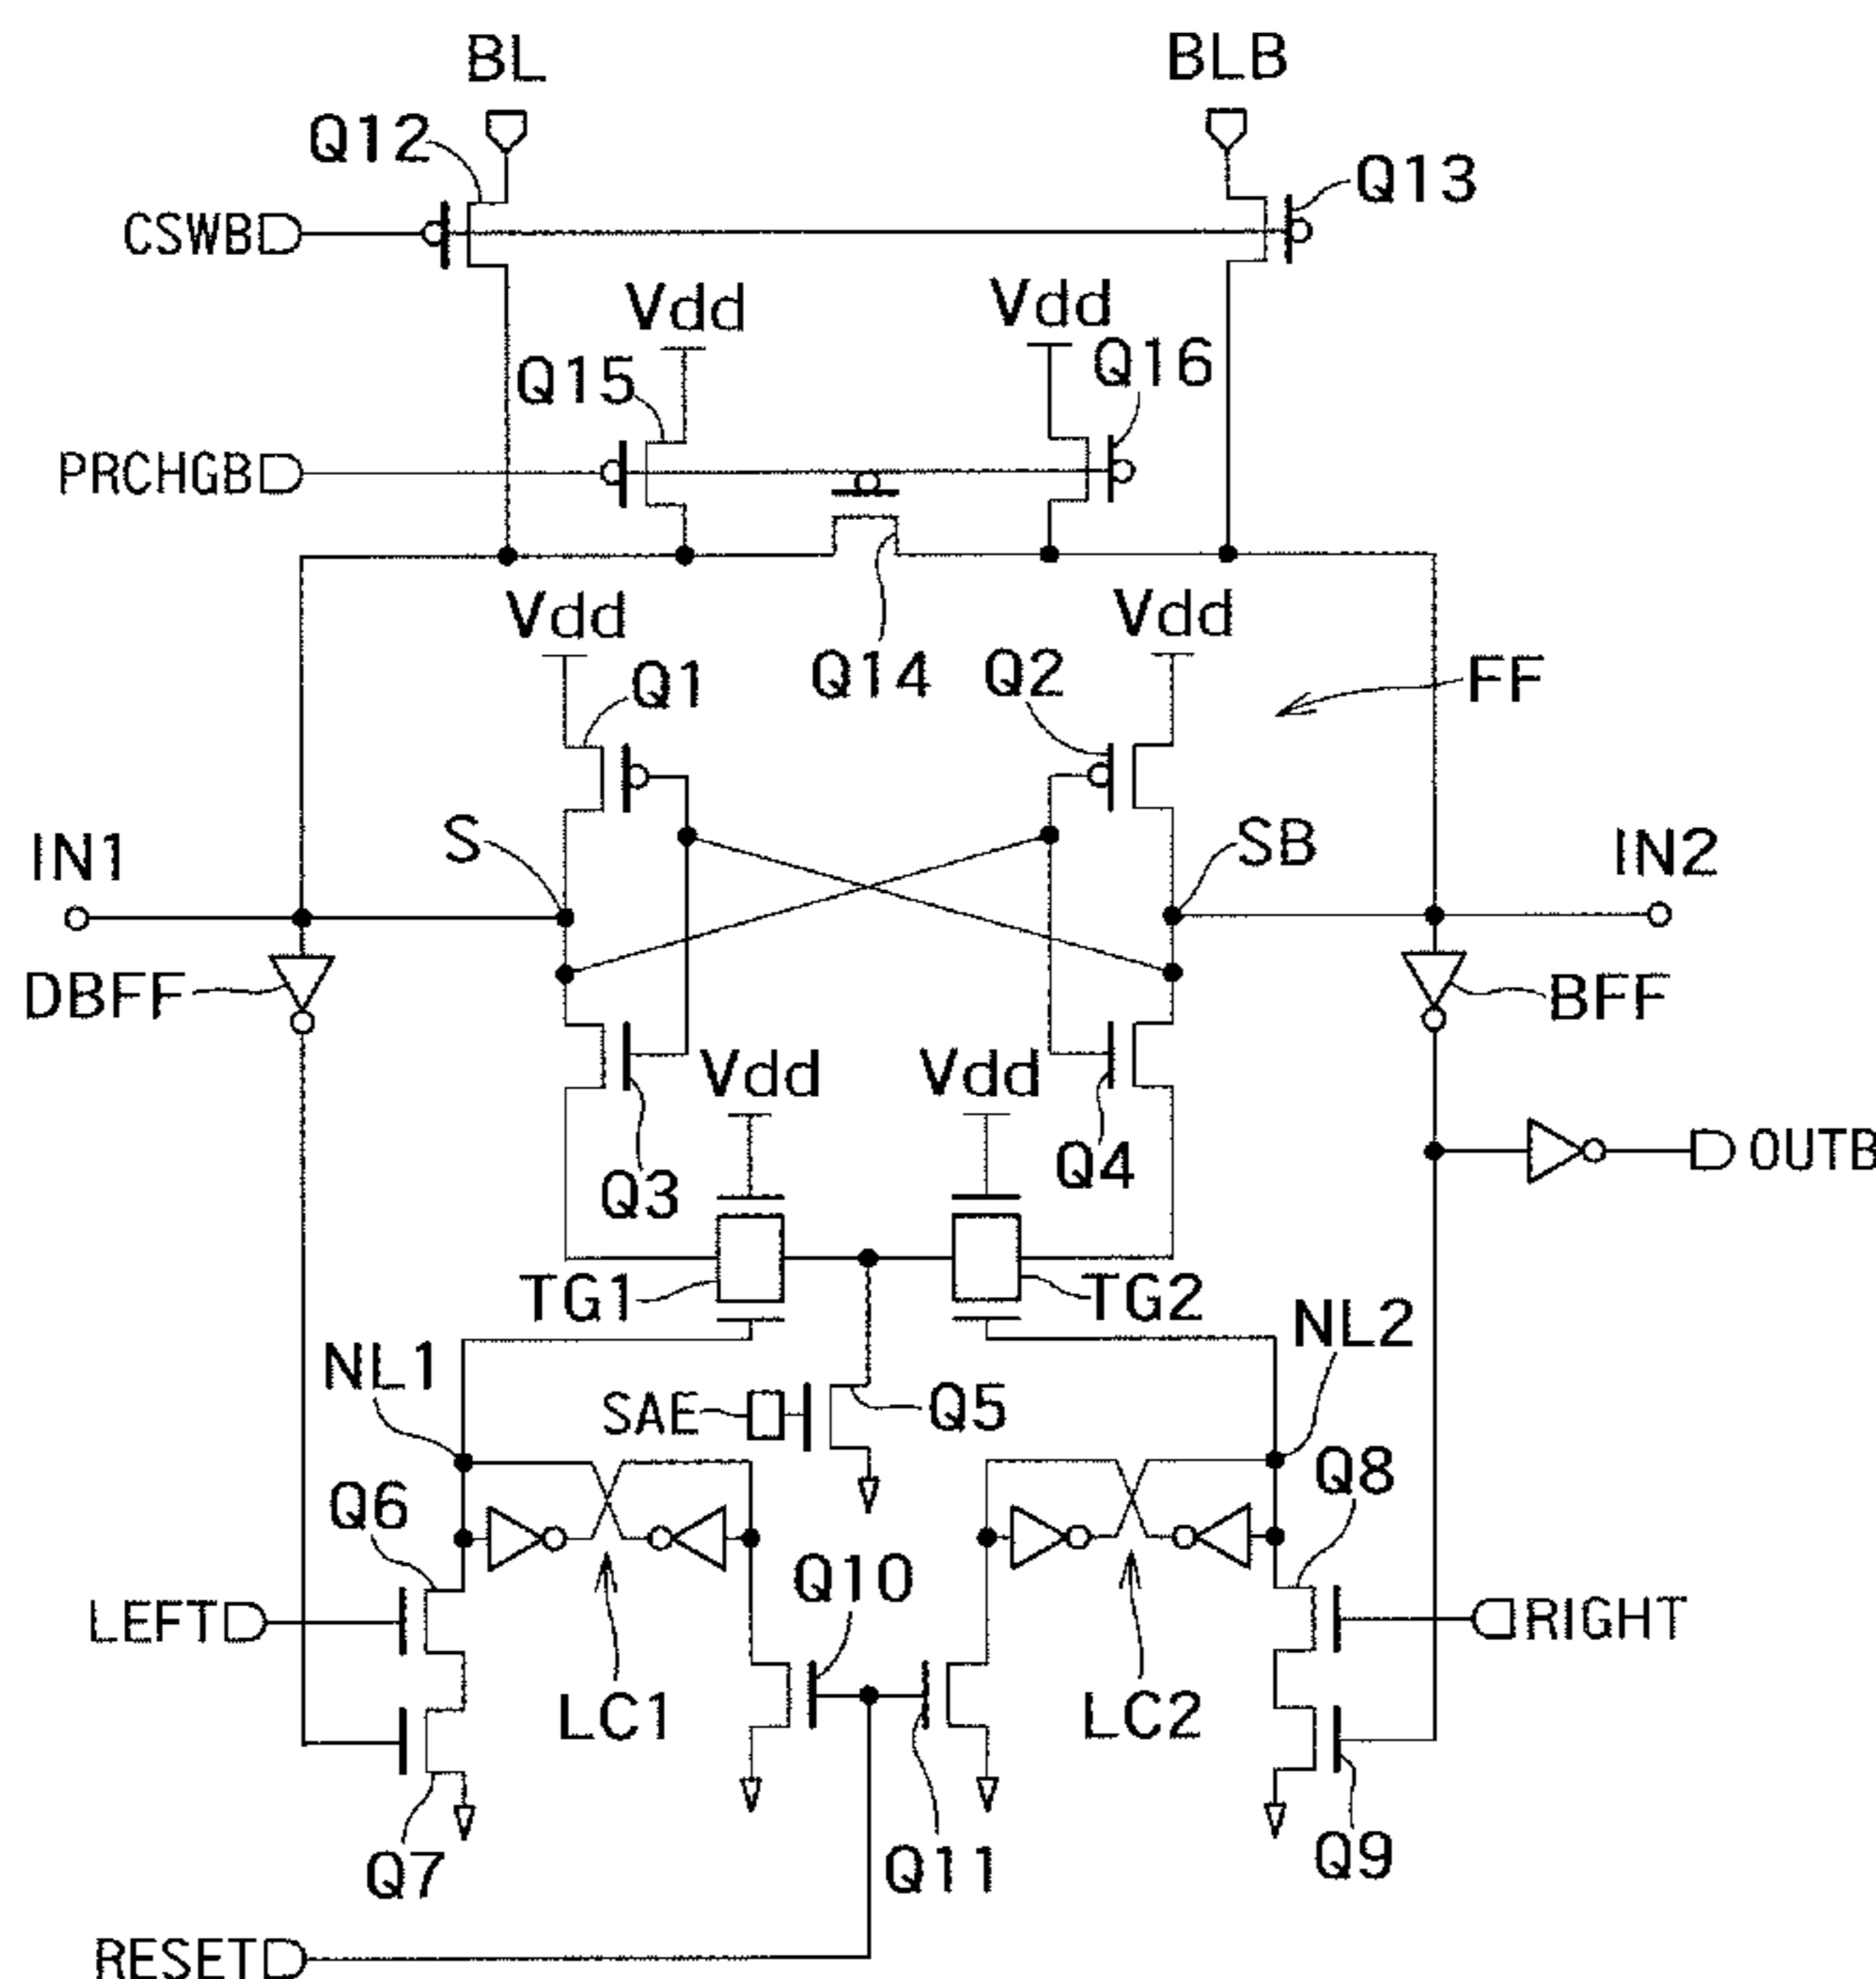 BL
BLB
Q12
Q13
CSWB
Vdd
Vdd
Q15
Q16
PRCHGB
Vdd
Vdd
Q1
Q14
Q2
FF
S
SB
IN1
IN2
DBFF
BFF
Vdd
Vdd
Q3
Q4
OUTB
TG1
TG2
NL1
NL2
SAE
Q5
Q6
Q8
Q10
LEFT
RIGHT
LC1
LC2
Q7
Q11
Q9
RESET